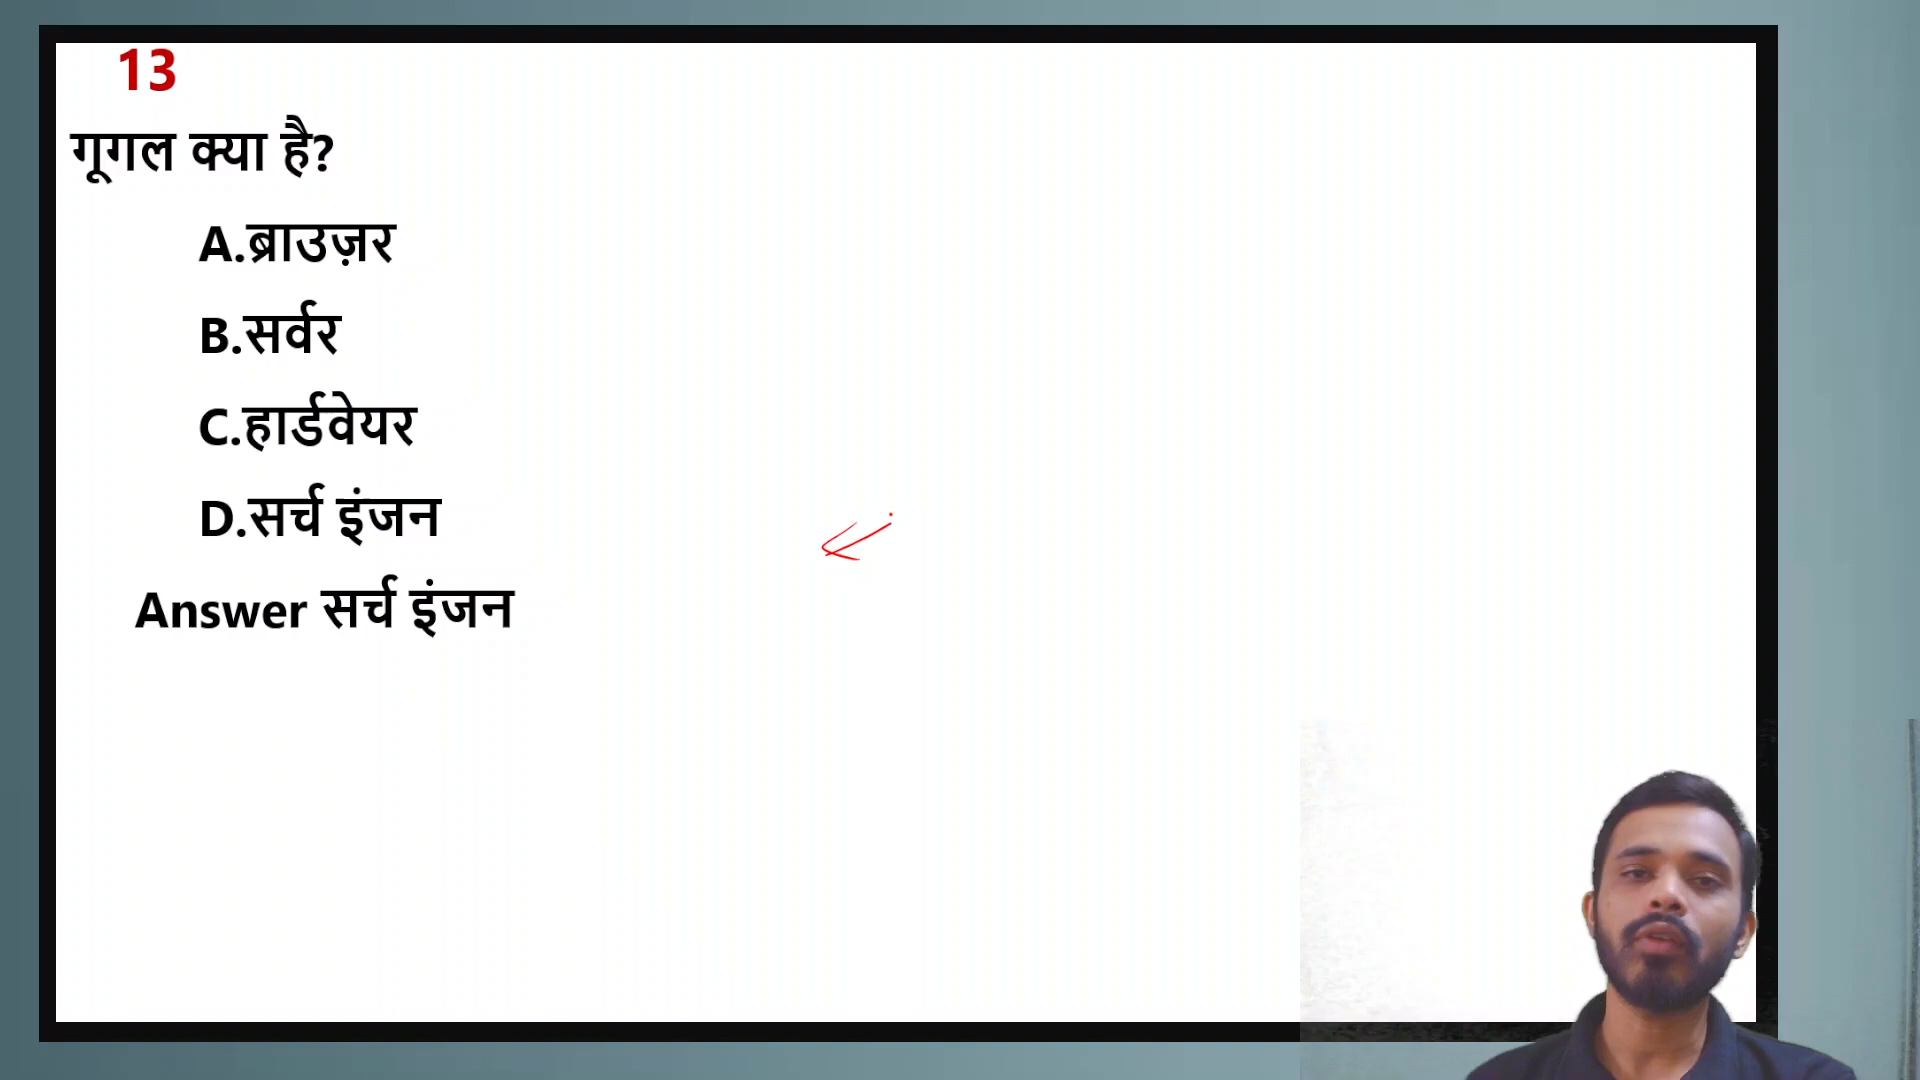 13
गूगल क्या है?
A.ब्राउज़र
B.सर्वर
C.हार्डवेयर
D.सर्च इंजन
Answer सर्च इंजन